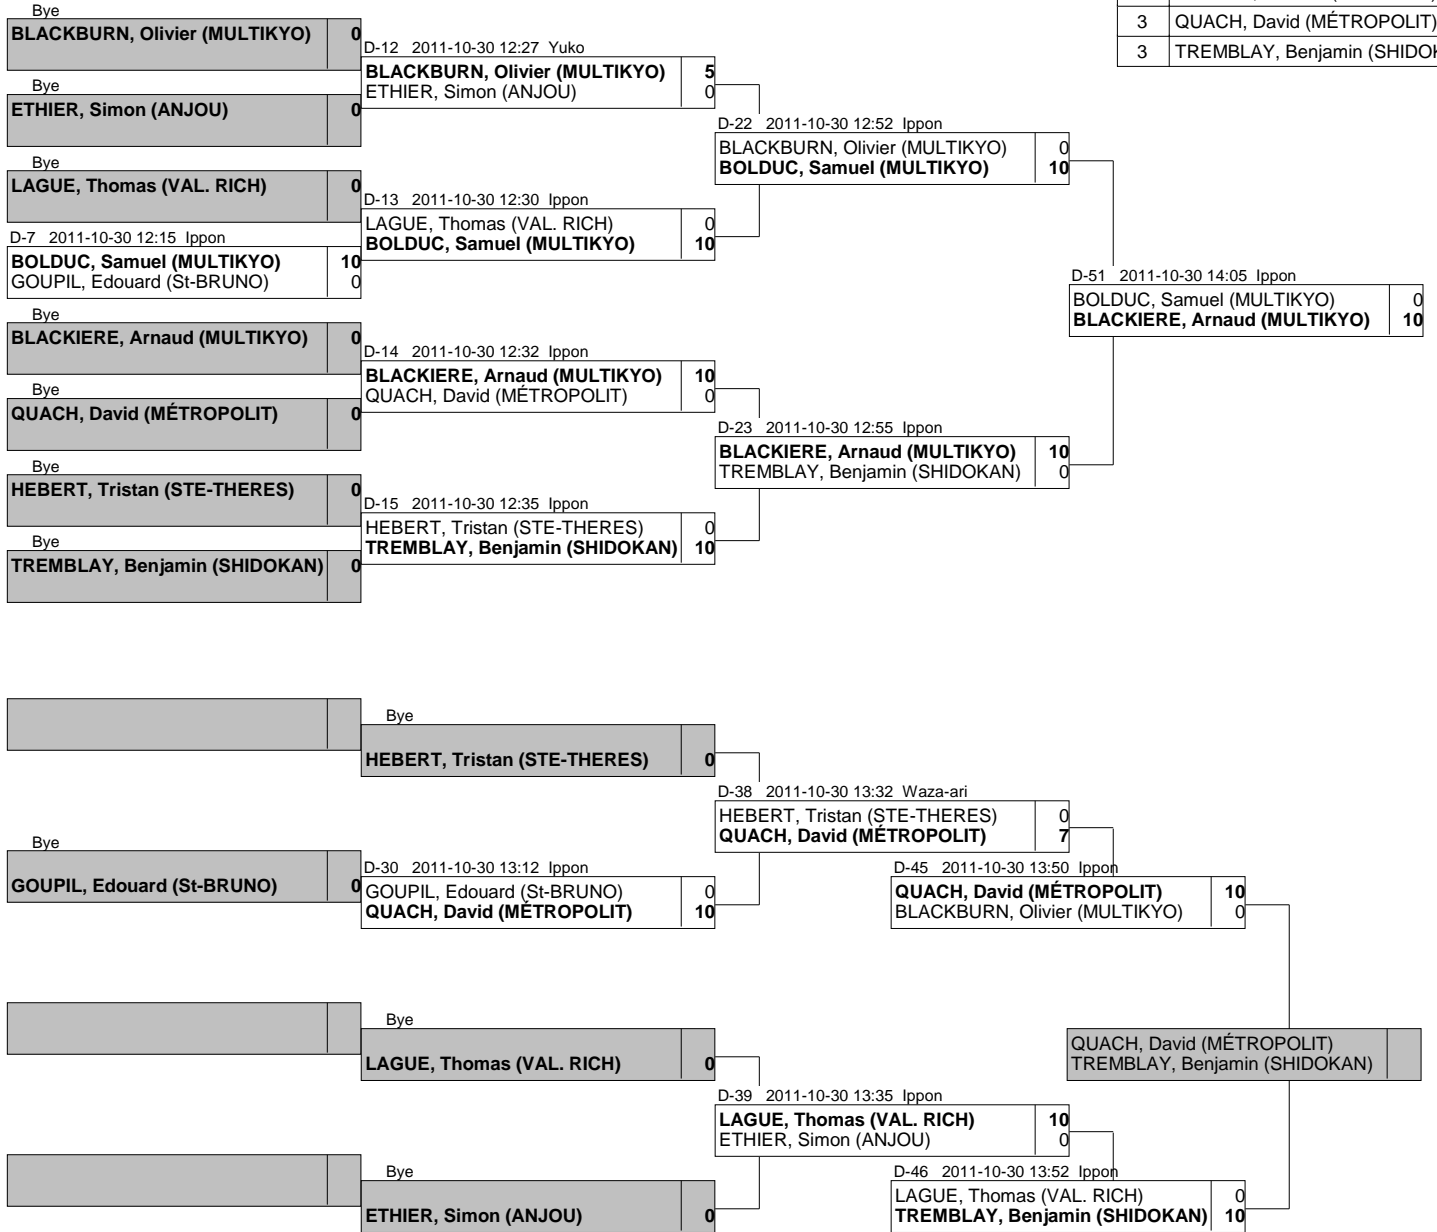 Bye
BLACKBURN, Olivier (MULTIKYO) 0
Bye
ETHIER, Simon (ANJOU) 0
Bye
LAGUE, Thomas (VAL. RICH) 0
D-7 2011-10-30 12:15 Ippon
BOLDUC, Samuel (MULTIKYO) 10
GOUPIL, Edouard (St-BRUNO) 0
Bye
BLACKIERE, Arnaud (MULTIKYO) 0
Bye
QUACH, David (MÉTROPOLIT) 0
Bye
HEBERT, Tristan (STE-THERES) 0
Bye
TREMBLAY, Benjamin (SHIDOKAN) 0
D-12 2011-10-30 12:27 Yuko
BLACKBURN, Olivier (MULTIKYO) 5
ETHIER, Simon (ANJOU) 0
D-13 2011-10-30 12:30 Ippon
LAGUE, Thomas (VAL. RICH) 0
BOLDUC, Samuel (MULTIKYO) 10
D-14 2011-10-30 12:32 Ippon
BLACKIERE, Arnaud (MULTIKYO) 10
QUACH, David (MÉTROPOLIT) 0
D-15 2011-10-30 12:35 Ippon
HEBERT, Tristan (STE-THERES) 0
TREMBLAY, Benjamin (SHIDOKAN) 10
D-22 2011-10-30 12:52 Ippon
BLACKBURN, Olivier (MULTIKYO) 0
BOLDUC, Samuel (MULTIKYO) 10
D-23 2011-10-30 12:55 Ippon
BLACKIERE, Arnaud (MULTIKYO) 10
TREMBLAY, Benjamin (SHIDOKAN) 0
D-51 2011-10-30 14:05 Ippon
BOLDUC, Samuel (MULTIKYO) 0
BLACKIERE, Arnaud (MULTIKYO) 10
3 QUACH, David (MÉTROPOLIT)
3 TREMBLAY, Benjamin
Bye
HEBERT, Tristan (STE-THERES) 0
Bye
GOUPIL, Edouard (St-BRUNO) 0
D-30 2011-10-30 13:12 Ippon
GOUPIL, Edouard (St-BRUNO) 0
QUACH, David (MÉTROPOLIT) 10
D-38 2011-10-30 13:32 Waza-ari
HEBERT, Tristan (STE-THERES) 0
QUACH, David (MÉTROPOLIT) 7
D-45 2011-10-30 13:50 Ippon
QUACH, David (MÉTROPOLIT) 10
BLACKBURN, Olivier (MULTIKYO) 0
Bye
LAGUE, Thomas (VAL. RICH) 0
Bye
ETHIER, Simon (ANJOU) 0
D-39 2011-10-30 13:35 Ippon
LAGUE, Thomas (VAL. RICH) 10
ETHIER, Simon (ANJOU) 0
D-46 2011-10-30 13:52 Ippon
LAGUE, Thomas (VAL. RICH) 0
TREMBLAY, Benjamin (SHIDOKAN) 10
QUACH, David (MÉTROPOLIT)
TREMBLAY, Benjamin (SHIDOKAN)